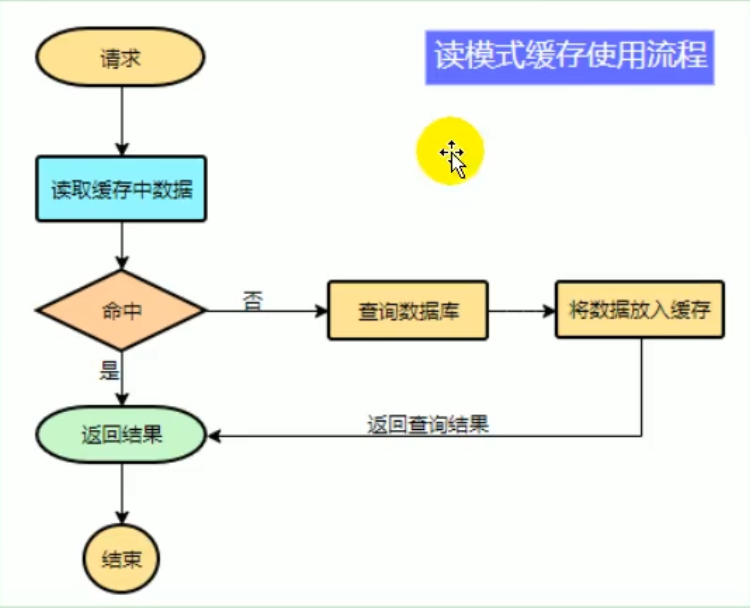 请求
读模式缓存使用流程
读取缓存中数据
命中
否
查询数据库
将数据放入缓存
是
返回查询结果
返回结果
结束